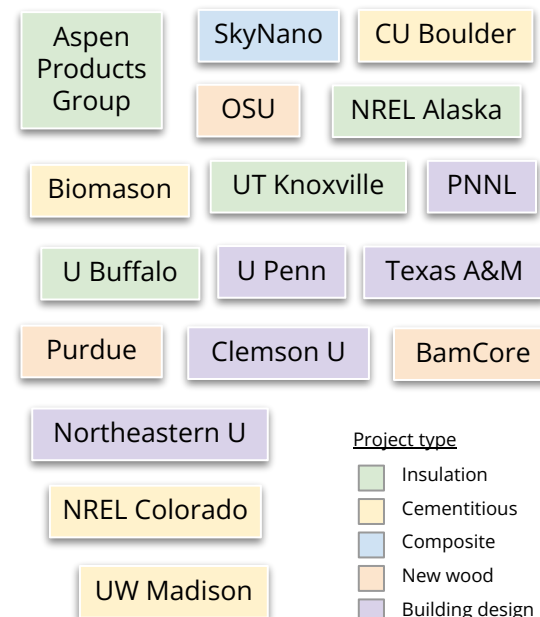 Aspen
Products
Group
SkyNano
CU Boulder
OSU
NREL Alaska
Biomason
UT Knoxville
PNNL
U Buffalo
U Penn
Texas A&M
Purdue
Clemson U
BamCore
Northeastern U
NREL Colorado
UW Madison
Project type
Insulation
Cementitious
Composite
New wood
Building design